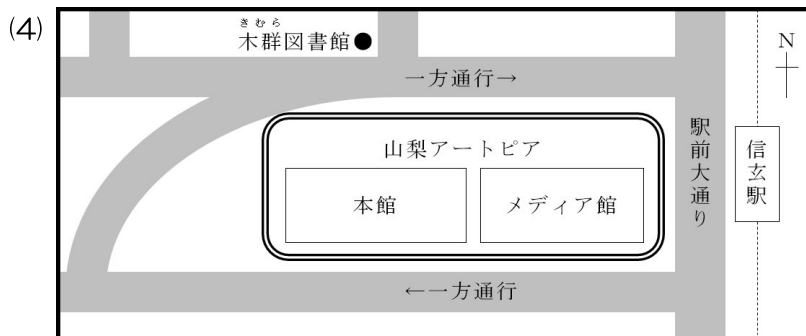 (4)
きむら
木群図書館●
N
一方通行→
山梨アートピア
本館
メディア館
駅前大通り
信玄駅
←一方通行